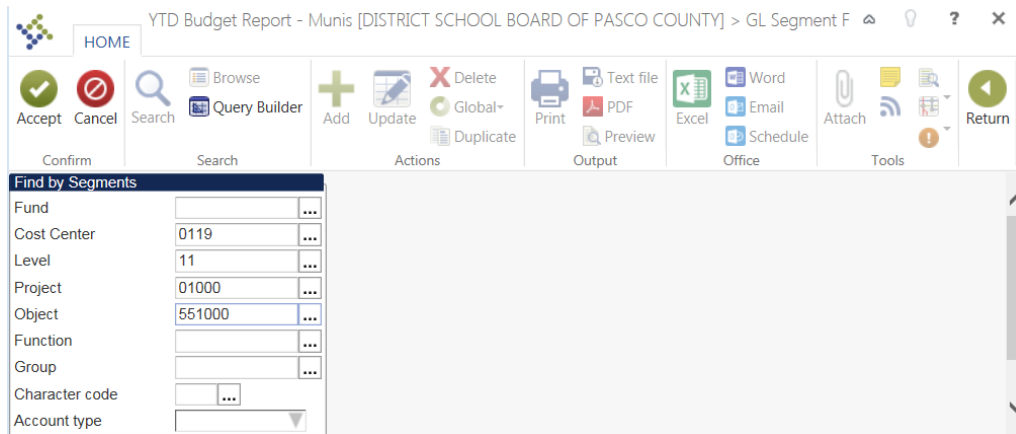 YTD Budget Report - Munis [DISTRICT SCHOOL BOARD OF PASCO COUNTY] > GL Segment F
HOME
Accept
Cancel
Search
Browse
Query Builder
Add
Update
Delete
Global
Duplicate
Print
Text file
PDF
Preview
Excel
Word
Email
Schedule
Attach
Return
Confirm
Search
Actions
Output
Office
Tools
Find by Segments
Fund ...
Cost Center 0119 ...
Level 11 ...
Project 01000 ...
Object 551000 ...
Function ...
Group ...
Character code ...
Account type